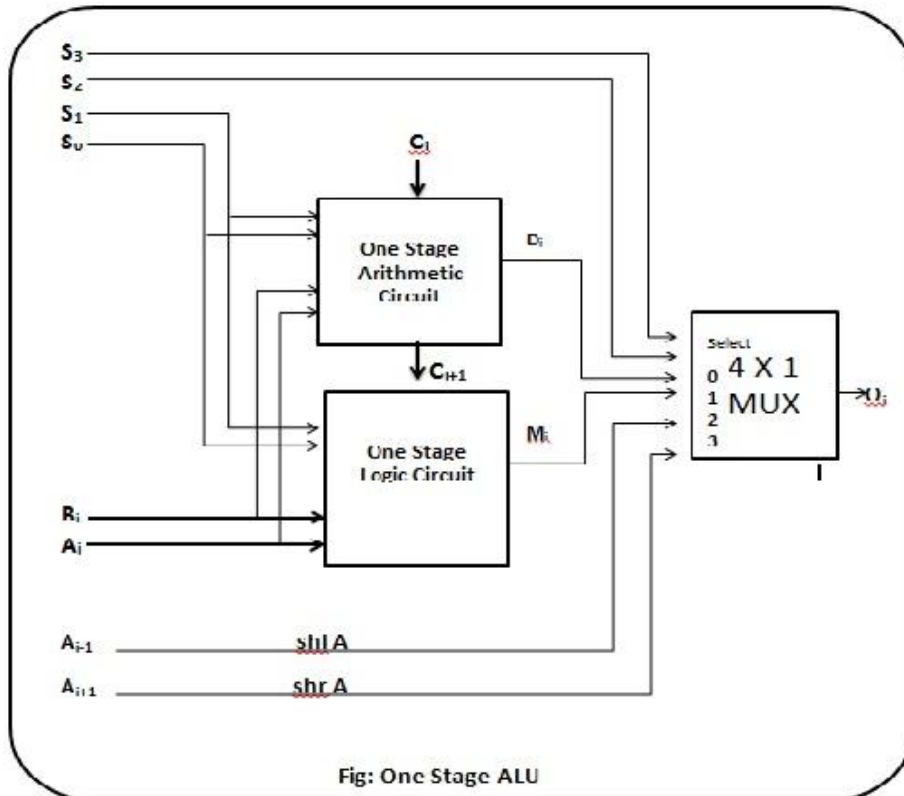 S₃
S₂
S₁
S₀
Cᵢ
One Stage
Arithmetic
Circuit
Dᵢ
Cᵢ₊₁
Select
0
1
2
3
4 X 1
MUX
Oᵢ
One Stage
Logic Circuit
Mᵢ
Bᵢ
Aᵢ
Aᵢ₋₁ shl A
Aᵢ₊₁ shr A
Fig: One Stage ALU